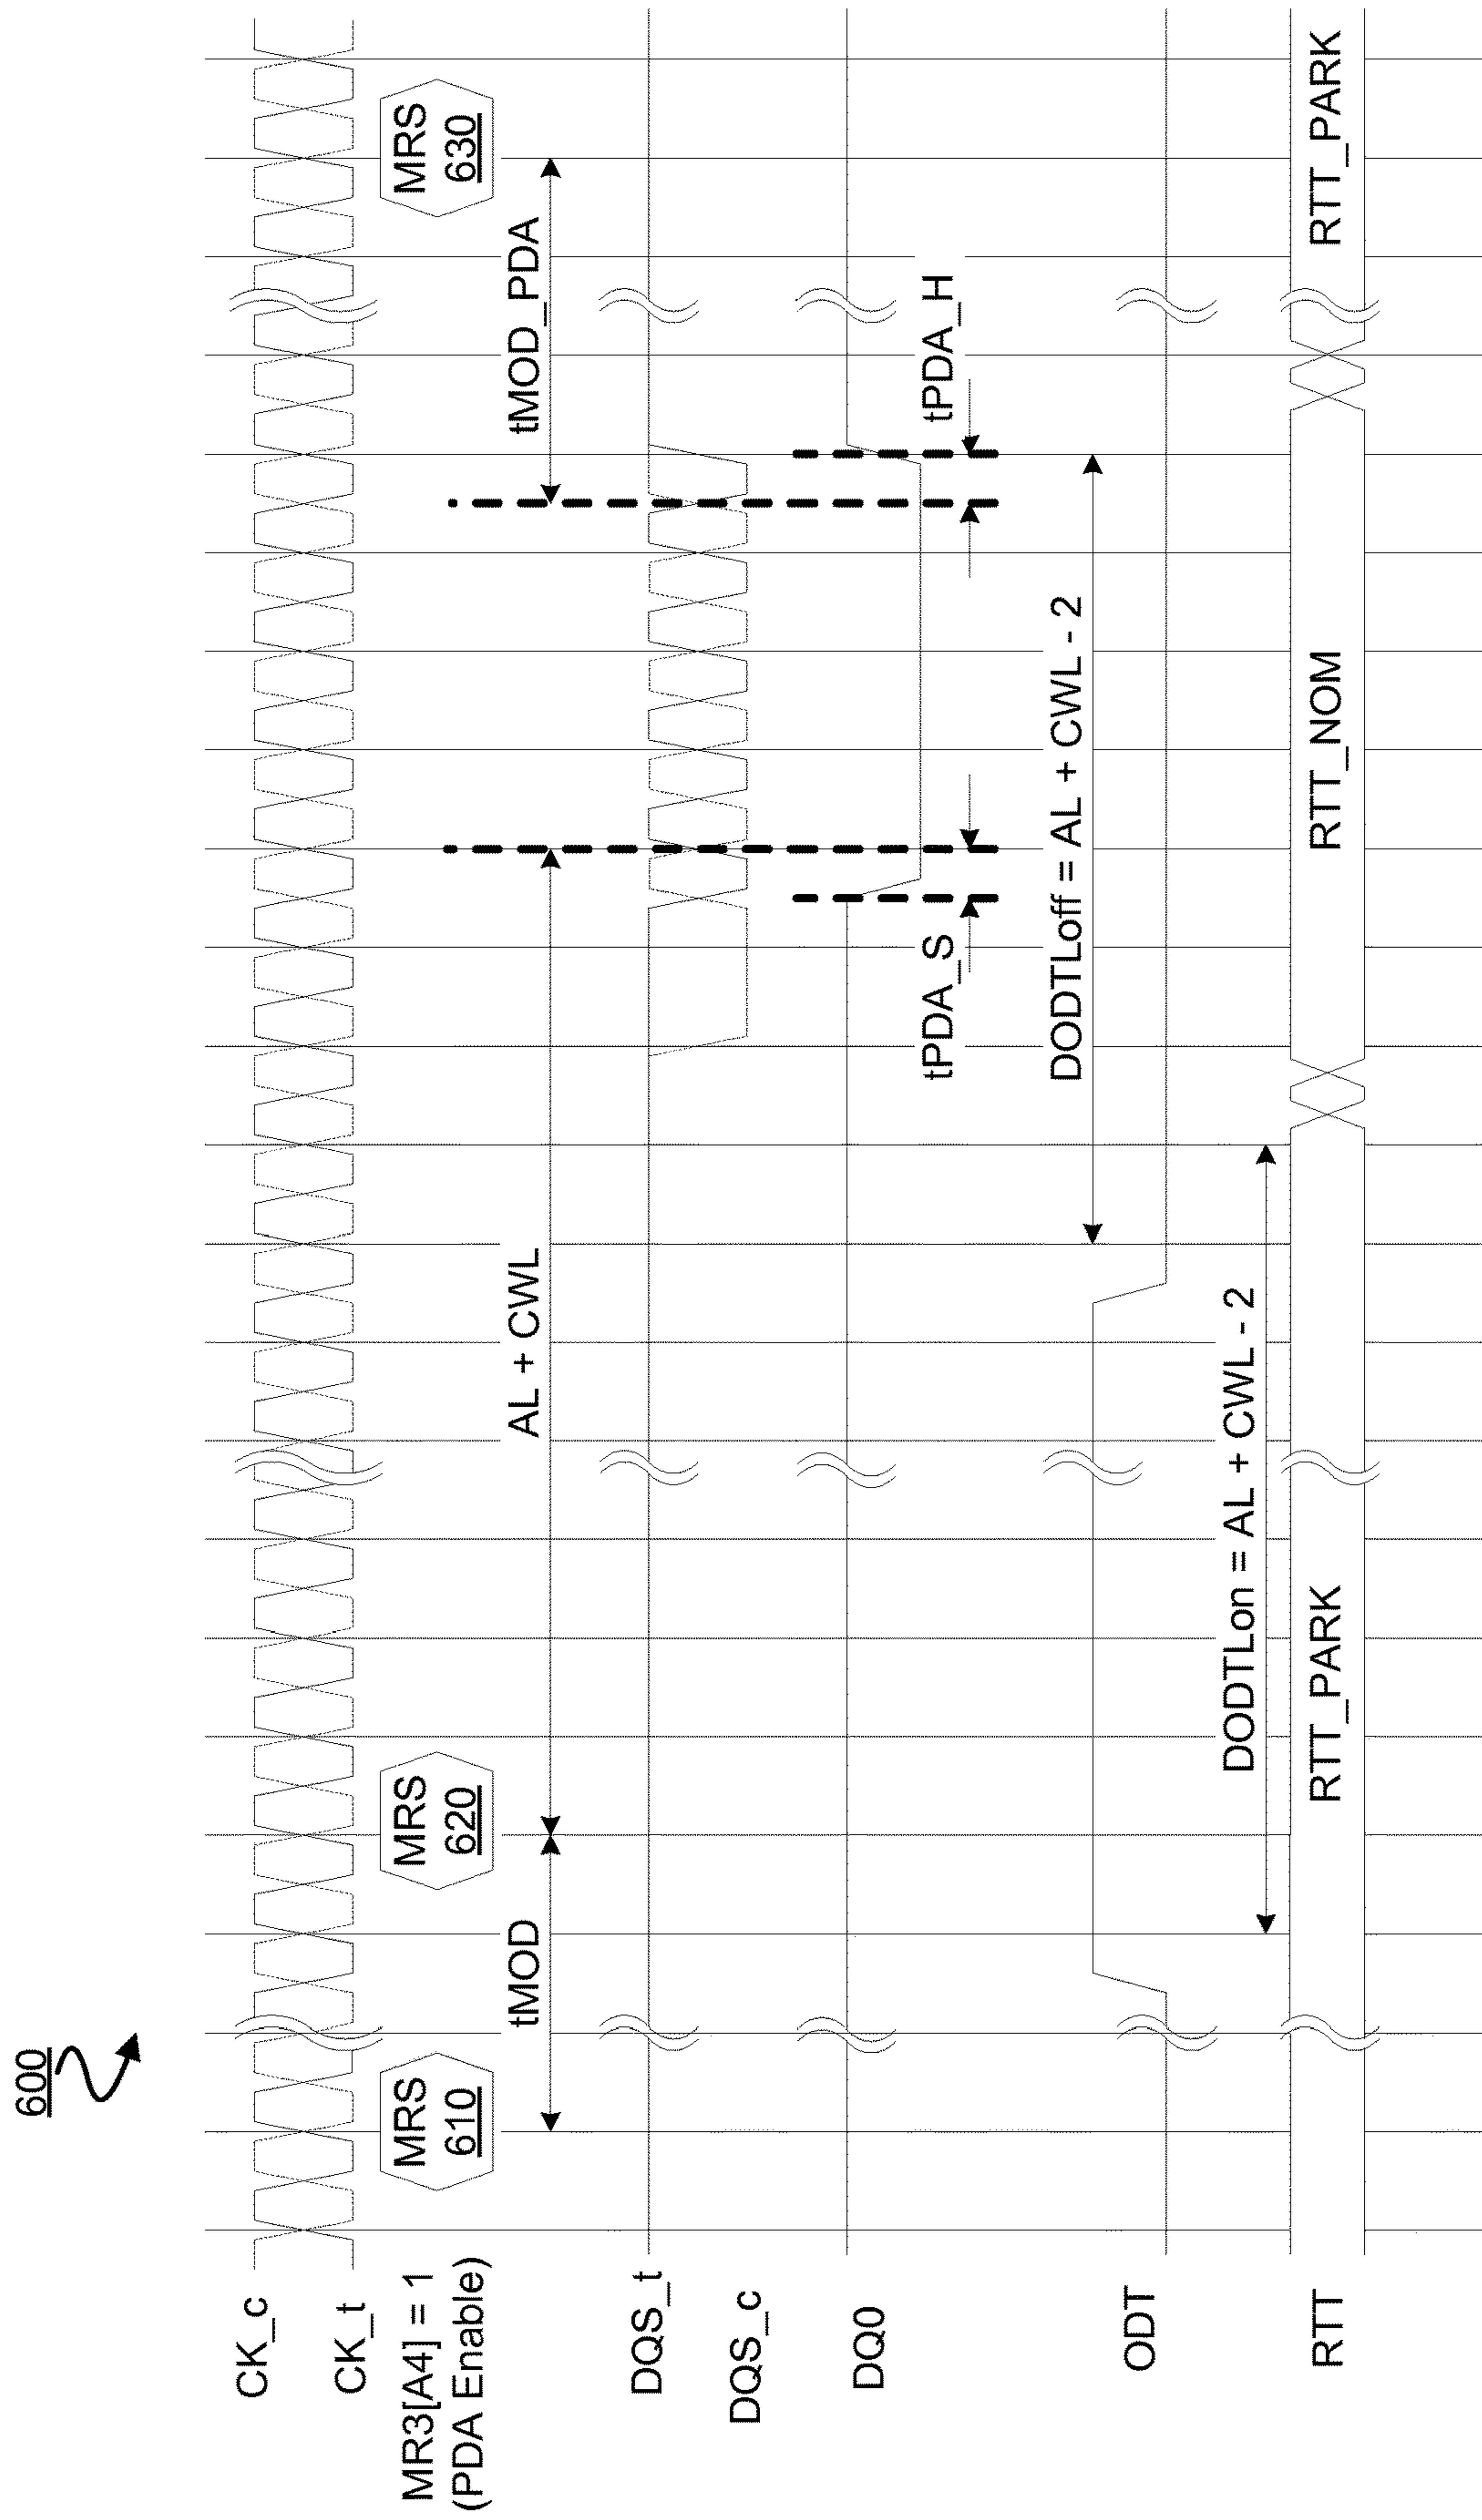 600
CK_c
CK_t
MR3[A4] = 1
(PDA Enable)
MRS
610
MRS
620
MRS
630
tMOD
AL + CWL
tMOD_PDA
DQS_t
DQS_c
DQ0
tPDA_S
tPDA_H
DODTLoff = AL + CWL - 2
ODT
DODTLon = AL + CWL - 2
RTT
RTT_PARK
RTT_NOM
RTT_PARK